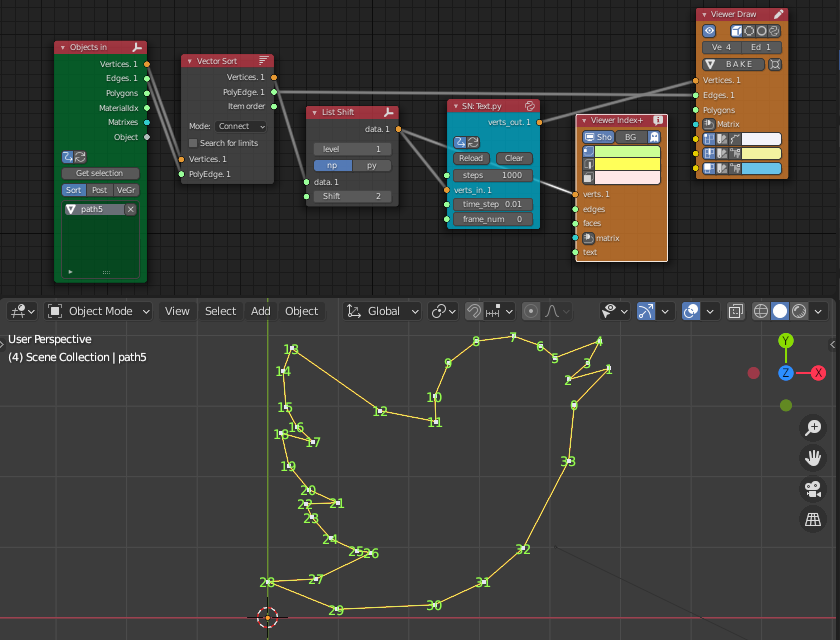 Objects in
Vertices. 1
Edges. 1
Polygons
MaterialIdx
Matrixes
Object
Get selection
Sort Post VeGr
path5
Vector Sort
Vertices. 1
PolyEdge. 1
Item order
Mode: Connect
Search for limits
Vertices. 1
PolyEdge. 1
List Shift
data. 1
level 1
np py
data. 1
Shift 2
SN: Text.py
verts_out. 1
Reload Clear
steps 1000
verts_in. 1
time_step 0.01
frame_num 0
Viewer Index+
Sho BG
verts. 1
edges
faces
matrix
text
Viewer Draw
Ve 4 Ed 1
BAKE
Vertices. 1
Edges. 1
Polygons
Matrix
Object Mode View Select Add Object Global
User Perspective
(4) Scene Collection | path5
Y
Z X
13 8 7 6 4
14 9 5 3 1
2
15 12 10 0
16 11
18 17
19 33
20
22 21
23
24
25 26 32
28 27 31
29 30